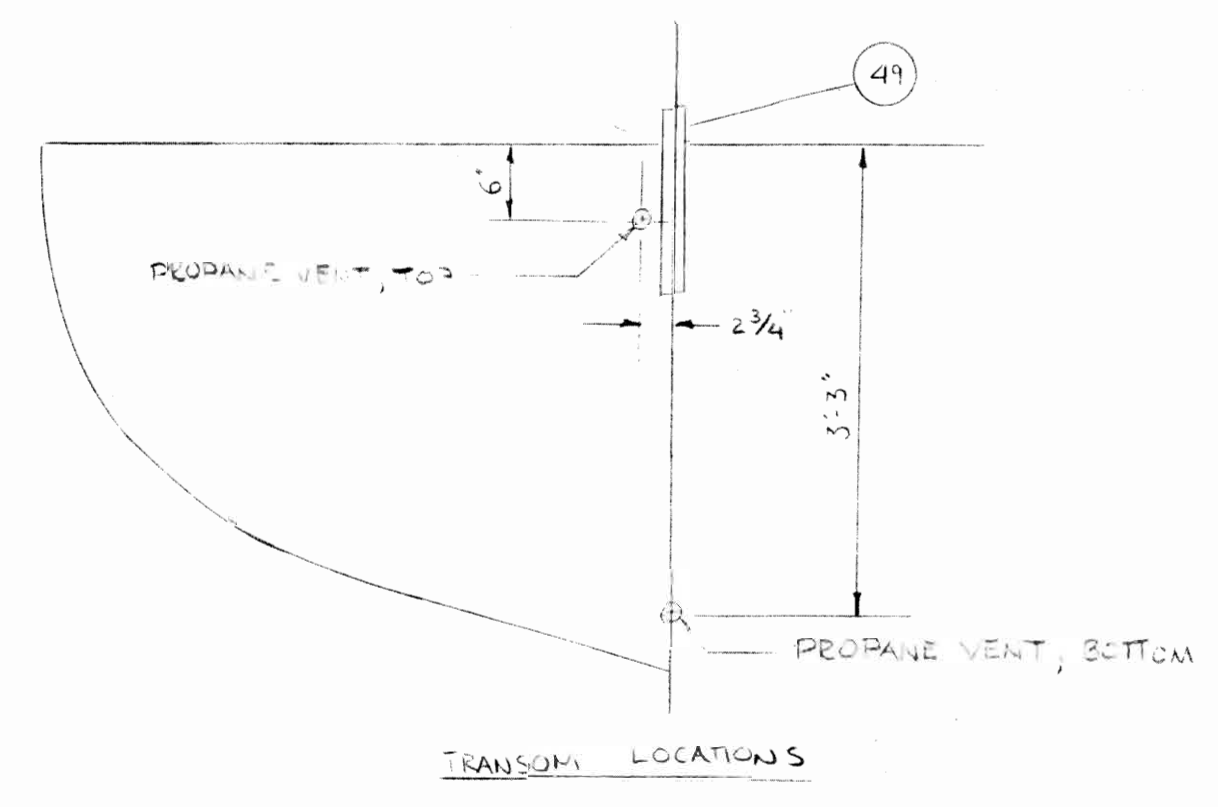 49
6"
PROPANE VENT, TOP
2 3/4"
3'-3"
PROPANE VENT, BOTTOM
TRANSOM LOCATIONS